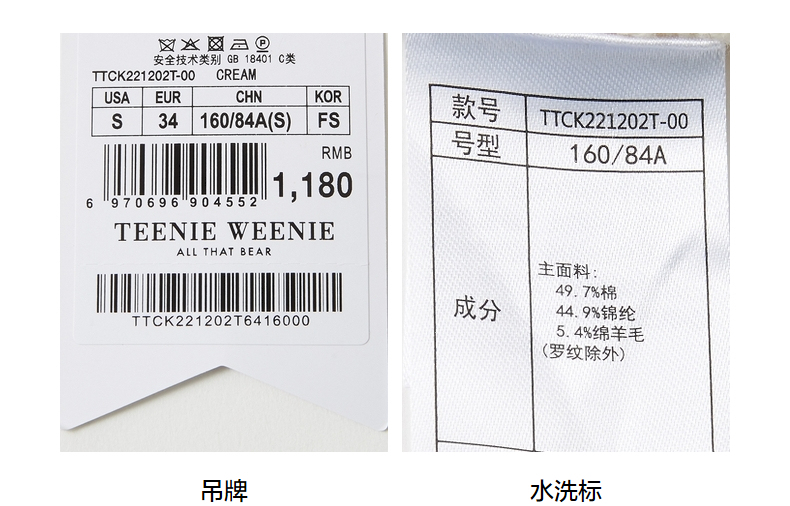 安全技术类别 GB 18401 C类
TTCK221202T-00 CREAM
USA EUR CHN KOR
S 34 160/84A(S) FS
RMB
1,180
6 970696 904552
TEENIE WEENIE
ALL THAT BEAR
TTCK221202T6416000
吊牌
款号 TTCK221202T-00
号型 160/84A
成分
主面料:
49.7%棉
44.9%锦纶
5.4%绵羊毛
(罗纹除外)
水洗标